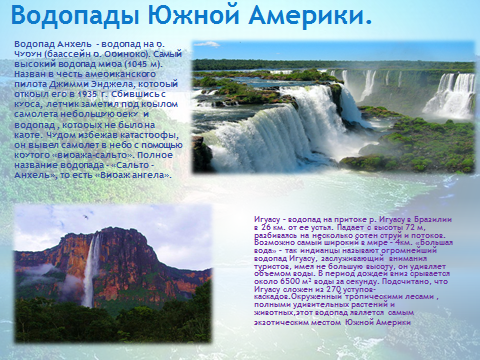 Водопады Южной Америки.
Водопад Анхель - водопад на о.
Чурун (баассейн о. Ориноко). Самый
высокий водопад мира (1045 м).
Назван в честь американского
пилота Джимми Энджела, который
открыл его в 1935 г. Сбившись с
курса, летчик заметил под крылом
самолета небольшую реку и
водопад , которых не было на
карте. Чудом избежав катастрофы,
он вывел самолет в небо с помощью
крутого «виража-сальто». Полное
название водопада - «Сальто -
Анхель», то есть «Вираж ангела».
Игуасу - водопад на притоке р. Игуасу в Бразилии
в 26 км. от ее устья. Падает с высоты 72 м,
разбиваясь на несколько сотен струй и потоков.
Возможно самый широкий в мире - 4км. «Большая
вода» - так индианцы называют огромнейший
водопад Игуасу, заслуживающий внимания
туристов, имея не большую высоту, он удивляет
объемом воды. В период дождей вниз срывается
около 6500 м³ воды за секунду. Подсчитано, что
Игуасу сложен из 270 уступов-
каскадов.Окруженный тропическими лесами ,
полными удивительных растений и
животных,этот водопад является самым
экзотическим местом Южной Америки